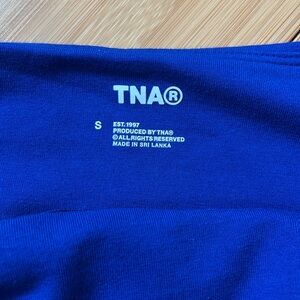 TNA®
S
EST. 1997
PRODUCED BY TNA®
©ALL RIGHTS RESERVED
MADE IN SRI LANKA